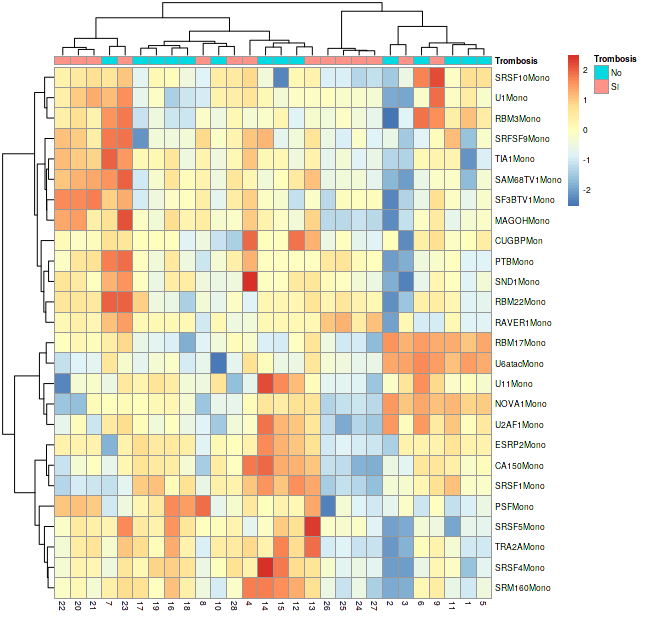 Trombosis
SRSF10Mono
U1Mono
RBM3Mono
SRFSF9Mono
TIA1Mono
SAM68TV1Mono
SF3BTV1Mono
MAGOHMono
CUGBPMon
PTBMono
SND1Mono
RBM22Mono
RAVER1Mono
RBM17Mono
U6atacMono
U11Mono
NOVA1Mono
U2AF1Mono
ESRP2Mono
CA150Mono
SRSF1Mono
PSFMono
SRSF5Mono
TRA2AMono
SRSF4Mono
SRM160Mono
22 20 21 7 23 17 19 16 18 8 10 28 4 14 15 12 13 26 25 24 27 2 3 6 9 11 1 5
2
1
0
-1
-2
Trombosis
No
SI